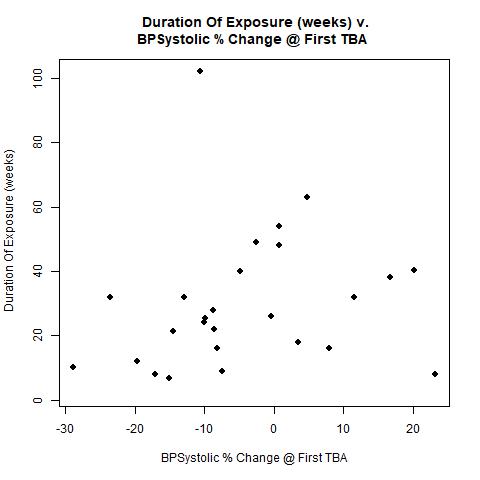 Duration Of Exposure (weeks) v.
BPSystolic % Change @ First TBA
Duration Of Exposure (weeks)
100
80
60
40
20
0
-30 -20 -10 0 10 20
BPSystolic % Change @ First TBA